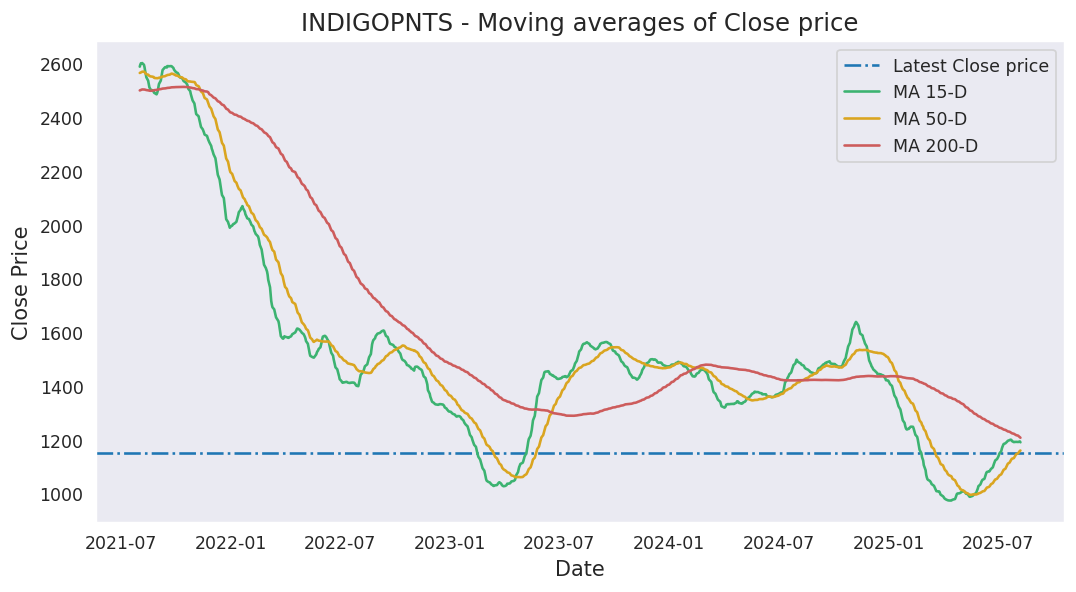 INDIGOPNTS - Moving averages of Close price
Latest Close price
MA 15-D
MA 50-D
MA 200-D
Close Price
2600
2400
2200
2000
1800
1600
1400
1200
1000
2021-07 2022-01 2022-07 2023-01 2023-07 2024-01 2024-07 2025-01 2025-07
Date